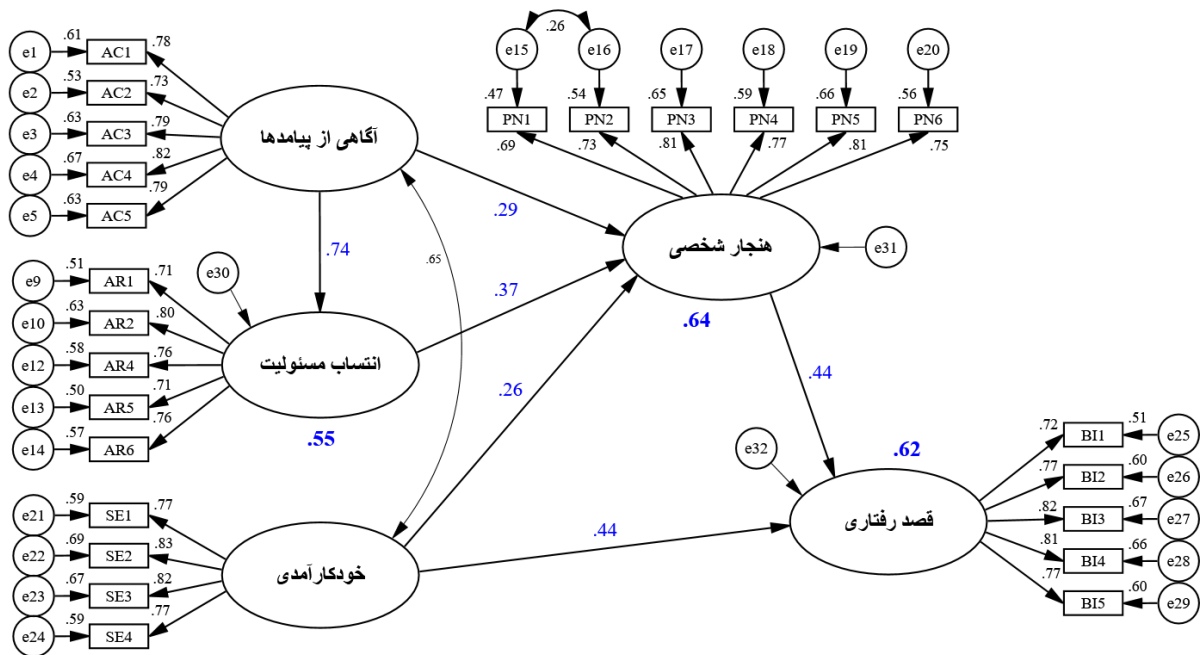 e1
.61
AC1
.78
e2
.53
AC2
.73
e3
.63
AC3
.79
e4
.67
AC4
.82
e5
.63
AC5
.79
آگاهی از پیامدها
.26
e15
e16
e17
e18
e19
e20
.47
.54
.65
.59
.66
.56
PN1
PN2
PN3
PN4
PN5
PN6
.69
.73
.81
.77
.81
.75
.29
هنجار شخصی
e31
.64
.74
.65
e30
e9
.51
AR1
.71
e10
.63
AR2
.80
e12
.58
AR4
.76
e13
.50
AR5
.71
e14
.57
AR6
.76
انتساب مسئولیت
.55
.37
.26
.44
e21
.59
SE1
.77
e22
.69
SE2
.83
e23
.67
SE3
.82
e24
.59
SE4
.77
خودکارآمدی
.44
e32
.62
قصد رفتاری
.72
BI1
.51
e25
.77
BI2
.60
e26
.82
BI3
.67
e27
.81
BI4
.66
e28
.77
BI5
.60
e29